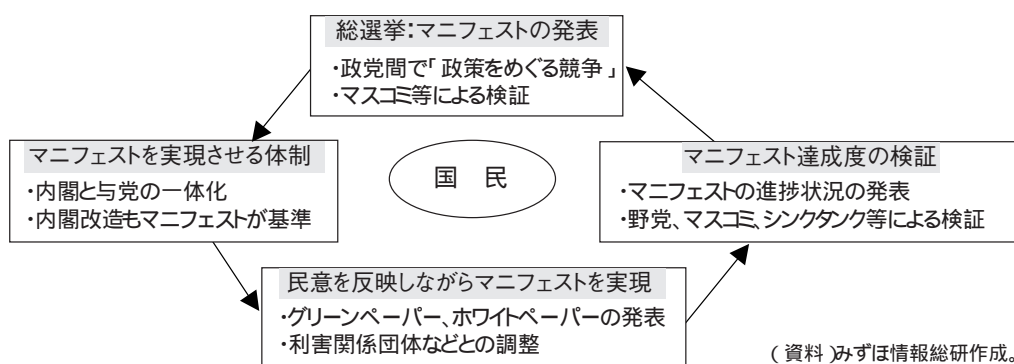 総選挙:マニフェストの発表
・政党間で「政策をめぐる競争」
・マスコミ等による検証
マニフェストを実現させる体制
・内閣と与党の一体化
・内閣改造もマニフェストが基準
国 民
マニフェスト達成度の検証
・マニフェストの進捗状況の発表
・野党、マスコミ、シンクタンク等による検証
民意を反映しながらマニフェストを実現
・グリーンペーパー、ホワイトペーパーの発表
・利害関係団体などとの調整
(資料)みずほ情報総研作成。